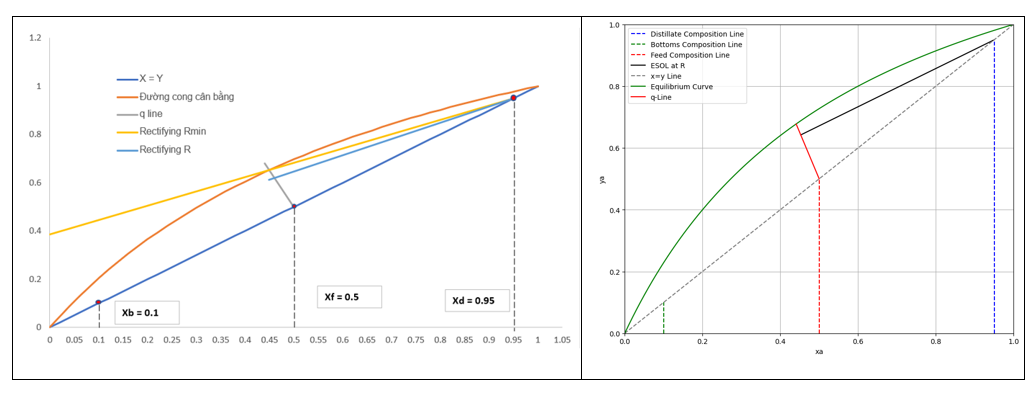 1.2
1
0.8
0.6
0.4
0.2
0
X = Y
Đường cong cân bằng
q line
Rectifying Rmin
Rectifying R
Xb = 0.1
Xf = 0.5
Xd = 0.95
0 0.05 0.1 0.15 0.2 0.25 0.3 0.35 0.4 0.45 0.5 0.55 0.6 0.65 0.7 0.75 0.8 0.85 0.9 0.95 1 1.05
1.0
0.8
0.6
0.4
0.2
0.0
ya
Distillate Composition Line
Bottoms Composition Line
Feed Composition Line
ESOL at R
x=y Line
Equilibrium Curve
q-Line
0.0 0.2 0.4 0.6 0.8 1.0
xa